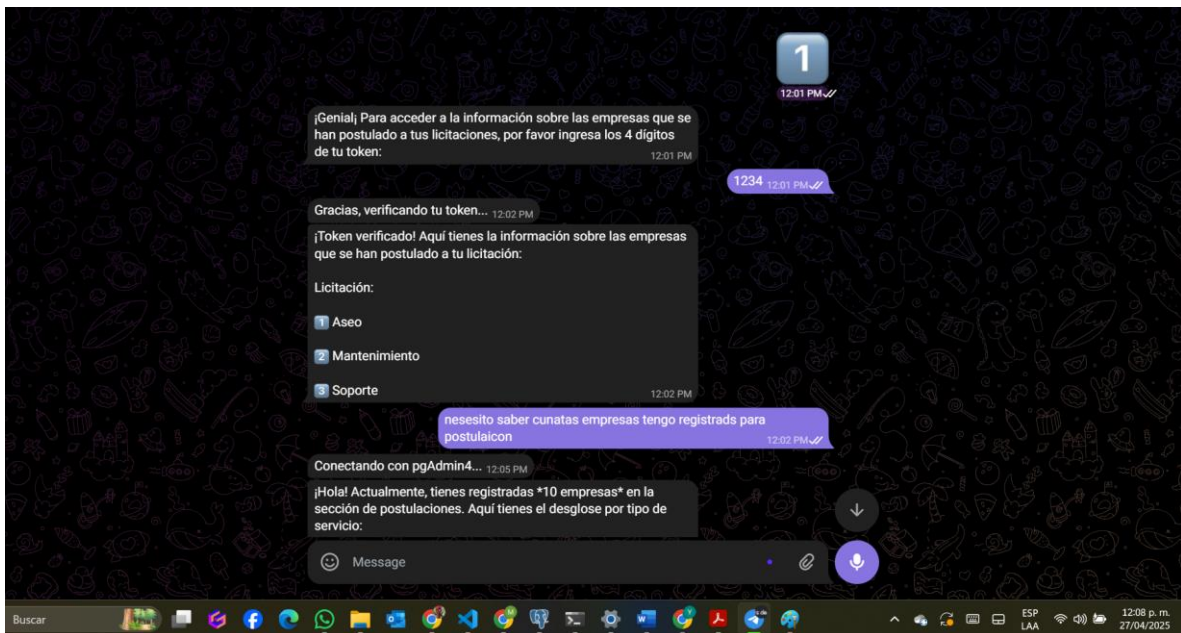 1
12:01 PM
¡Genial¡ Para acceder a la información sobre las empresas que se
han postulado a tus licitaciones, por favor ingresa los 4 dígitos
de tu token:
12:01 PM
1234 12:01 PM
Gracias, verificando tu token... 12:02 PM
¡Token verificado! Aquí tienes la información sobre las empresas
que se han postulado a tu licitación:
Licitación:
1 Aseo
2 Mantenimiento
3 Soporte
12:02 PM
nesesito saber cunatas empresas tengo registrads para
postulaicon 12:02 PM
Conectando con pgAdmin4... 12:05 PM
¡Hola! Actualmente, tienes registradas *10 empresas* en la
sección de postulaciones. Aquí tienes el desglose por tipo de
servicio:
Message
Buscar
ESP
LAA
12:08 p. m.
27/04/2025